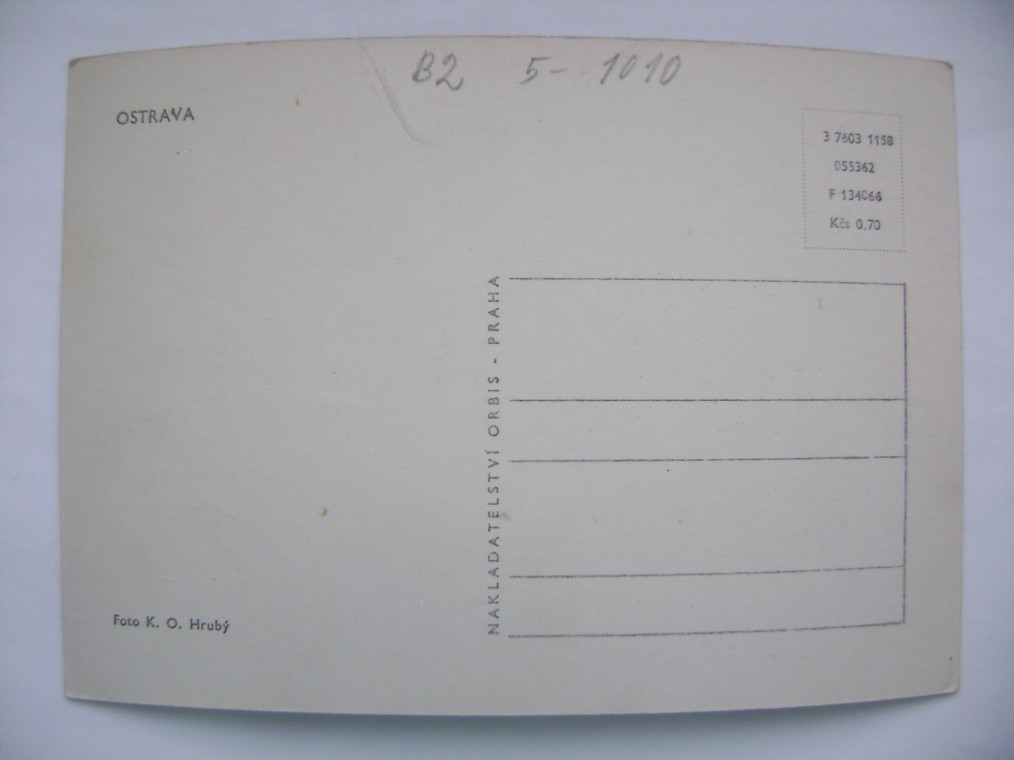 B2 5- 1010
OSTRAVA
3 7603 1158
055362
F 134066
Kčs 0,70
NAKLADATELSTVÍ ORBIS - PRAHA
Foto K. O. Hrubý